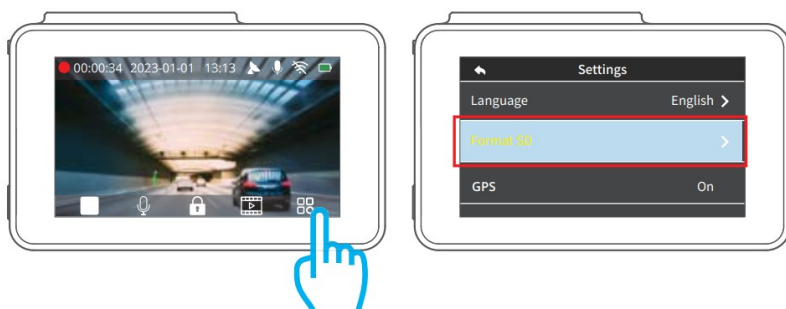 00:00:34 2023-01-01 13:13
Settings
Language English
Format SD
GPS On